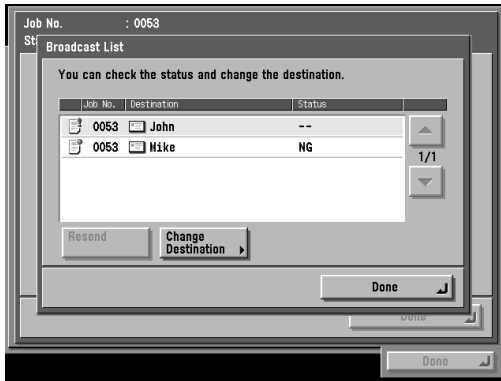 Job No. : 0053
St
Broadcast List
You can check the status and change the destination.
Job No. Destination Status
0053 John --
0053 Mike NG
1/1
Resend
Change
Destination
Done
Done
Done